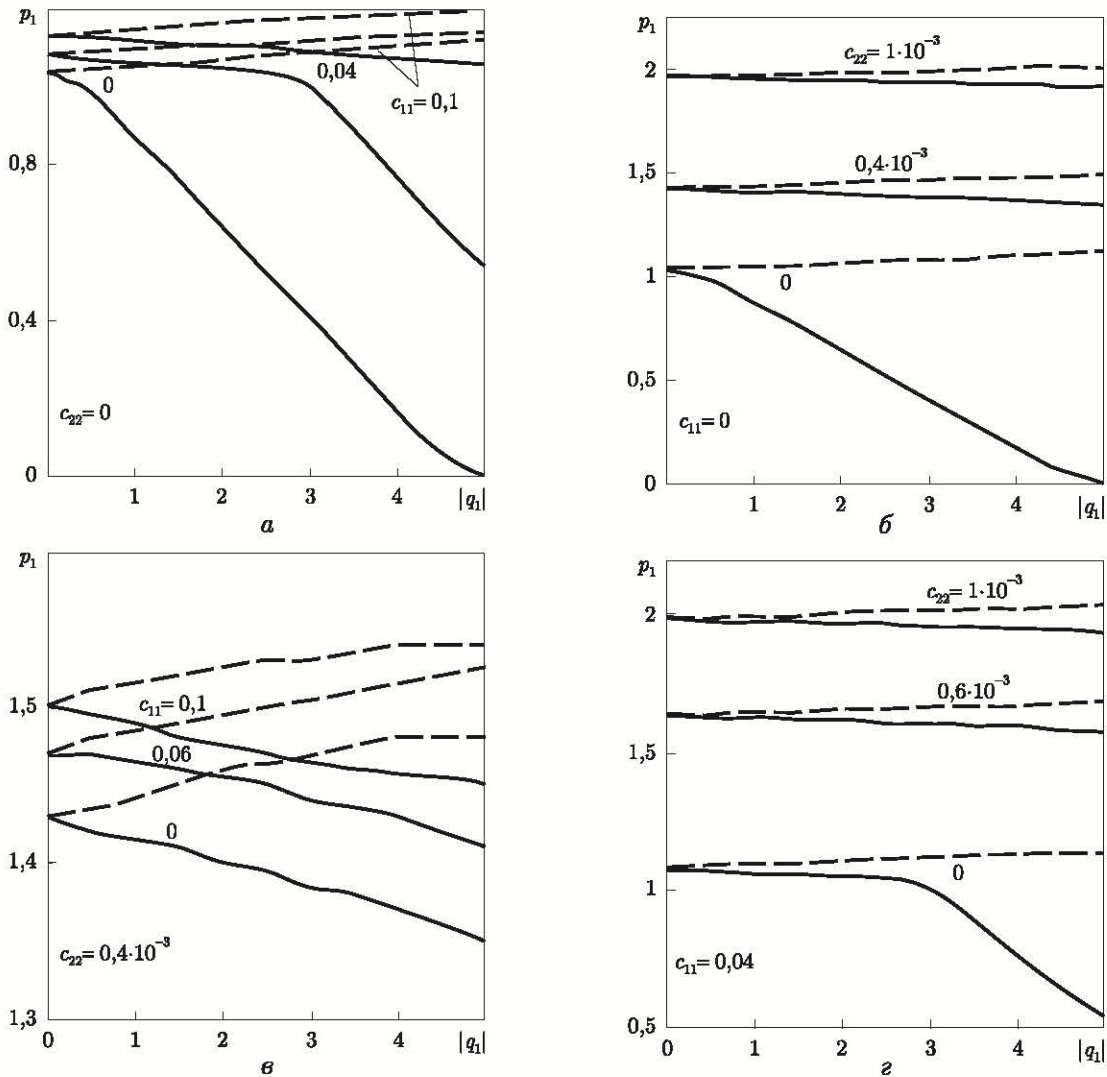 p₁
0
0,04
c₁₁= 0,1
0,8
0,4
c₂₂= 0
0
1 2 3 4 |q₁|
а
p₁
c₂₂= 1·10⁻³
2
0,4·10⁻³
1,5
1
0
0,5
c₁₁= 0
0
1 2 3 4 |q₁|
б
p₁
1,5
c₁₁= 0,1
0,06
0
1,4
c₂₂= 0,4·10⁻³
1,3
0 1 2 3 4 |q₁|
в
p₁
c₂₂= 1·10⁻³
2
0,6·10⁻³
1,5
1
0
c₁₁= 0,04
0,5
0 1 2 3 4 |q₁|
г